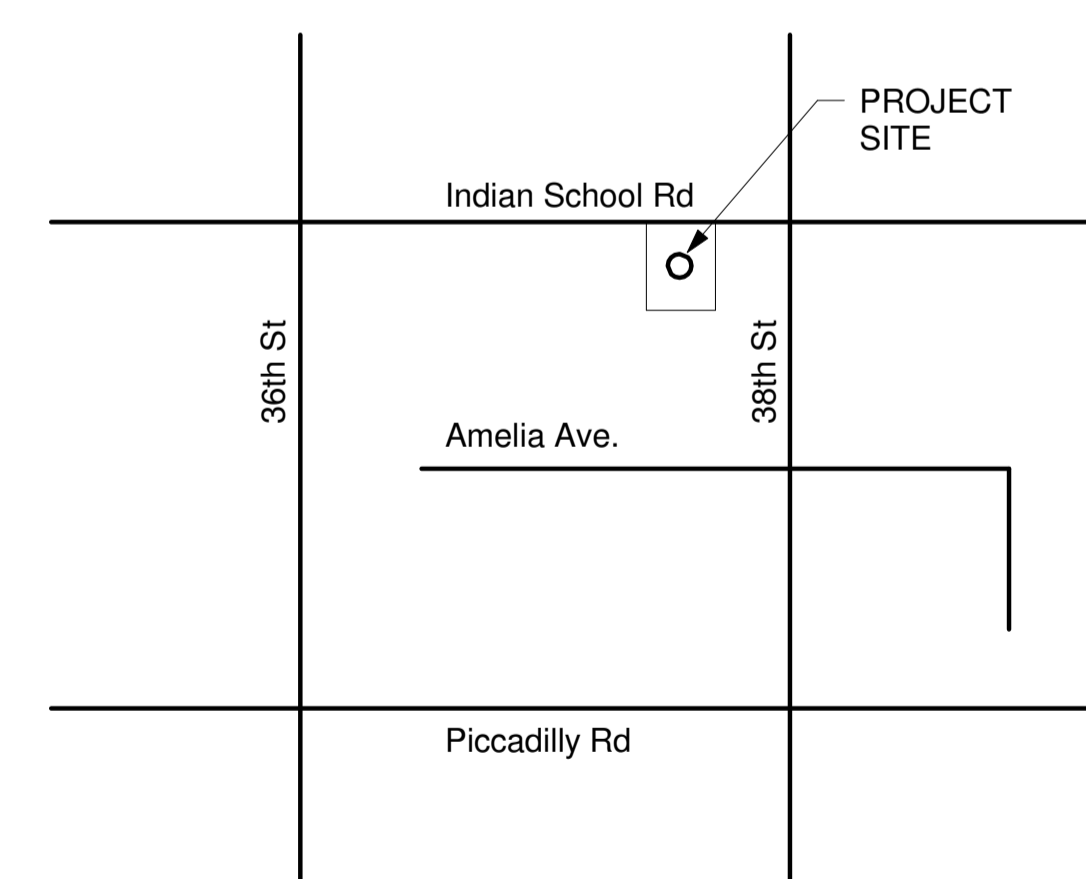 PROJECT
SITE
Indian School Rd
36th St
38th St
Amelia Ave.
Piccadilly Rd